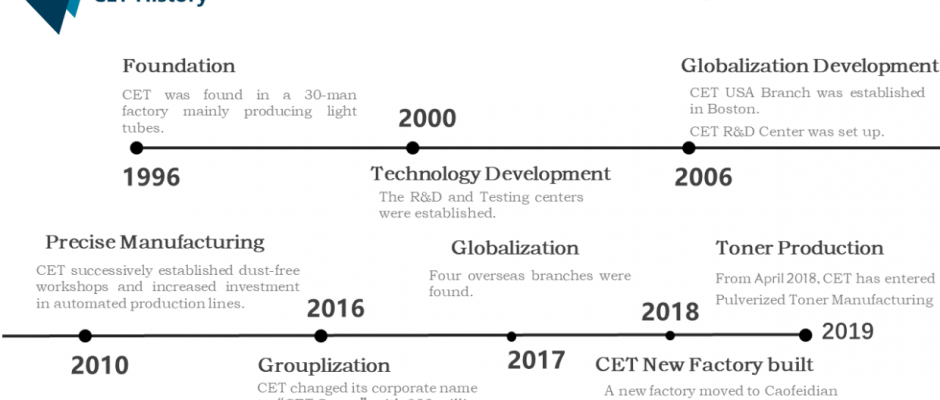 CET History
Foundation
CET was found in a 30-man
factory mainly producing light
tubes.
1996
2000
Technology Development
The R&D and Testing centers
were established.
Globalization Development
CET USA Branch was established
in Boston.
CET R&D Center was set up.
2006
Precise Manufacturing
CET successively established dust-free
workshops and increased investment
in automated production lines.
2010
2016
Grouplization
CET changed its corporate name
Globalization
Four overseas branches were
found.
2017
2018
CET New Factory built
A new factory moved to Caofeidian
Toner Production
From April 2018, CET has entered
Pulverized Toner Manufacturing
2019